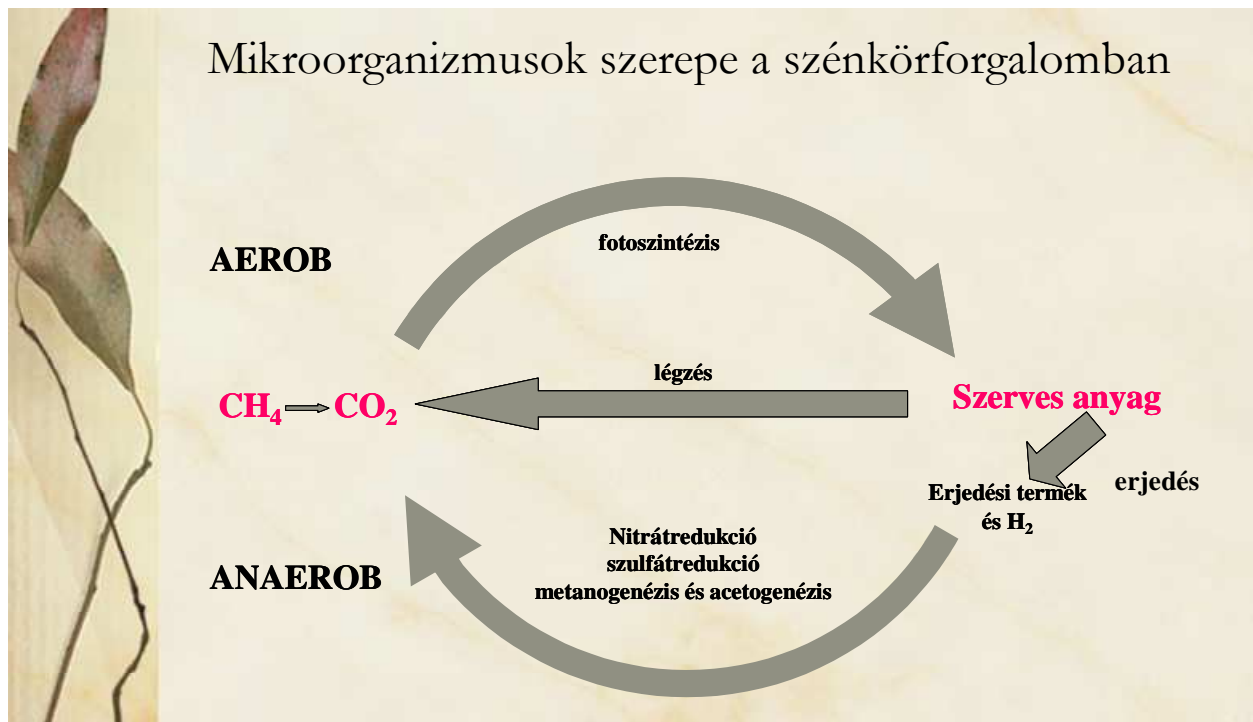 Mikroorganizmusok szerepe a szénkörforgalomban
AEROB
fotoszintézis
légzés
CH₄ CO₂
Szerves anyag
erjedés
Erjedési termék
és H₂
Nitrátredukció
szulfátredukció
metanogenézis és acetogenézis
ANAEROB